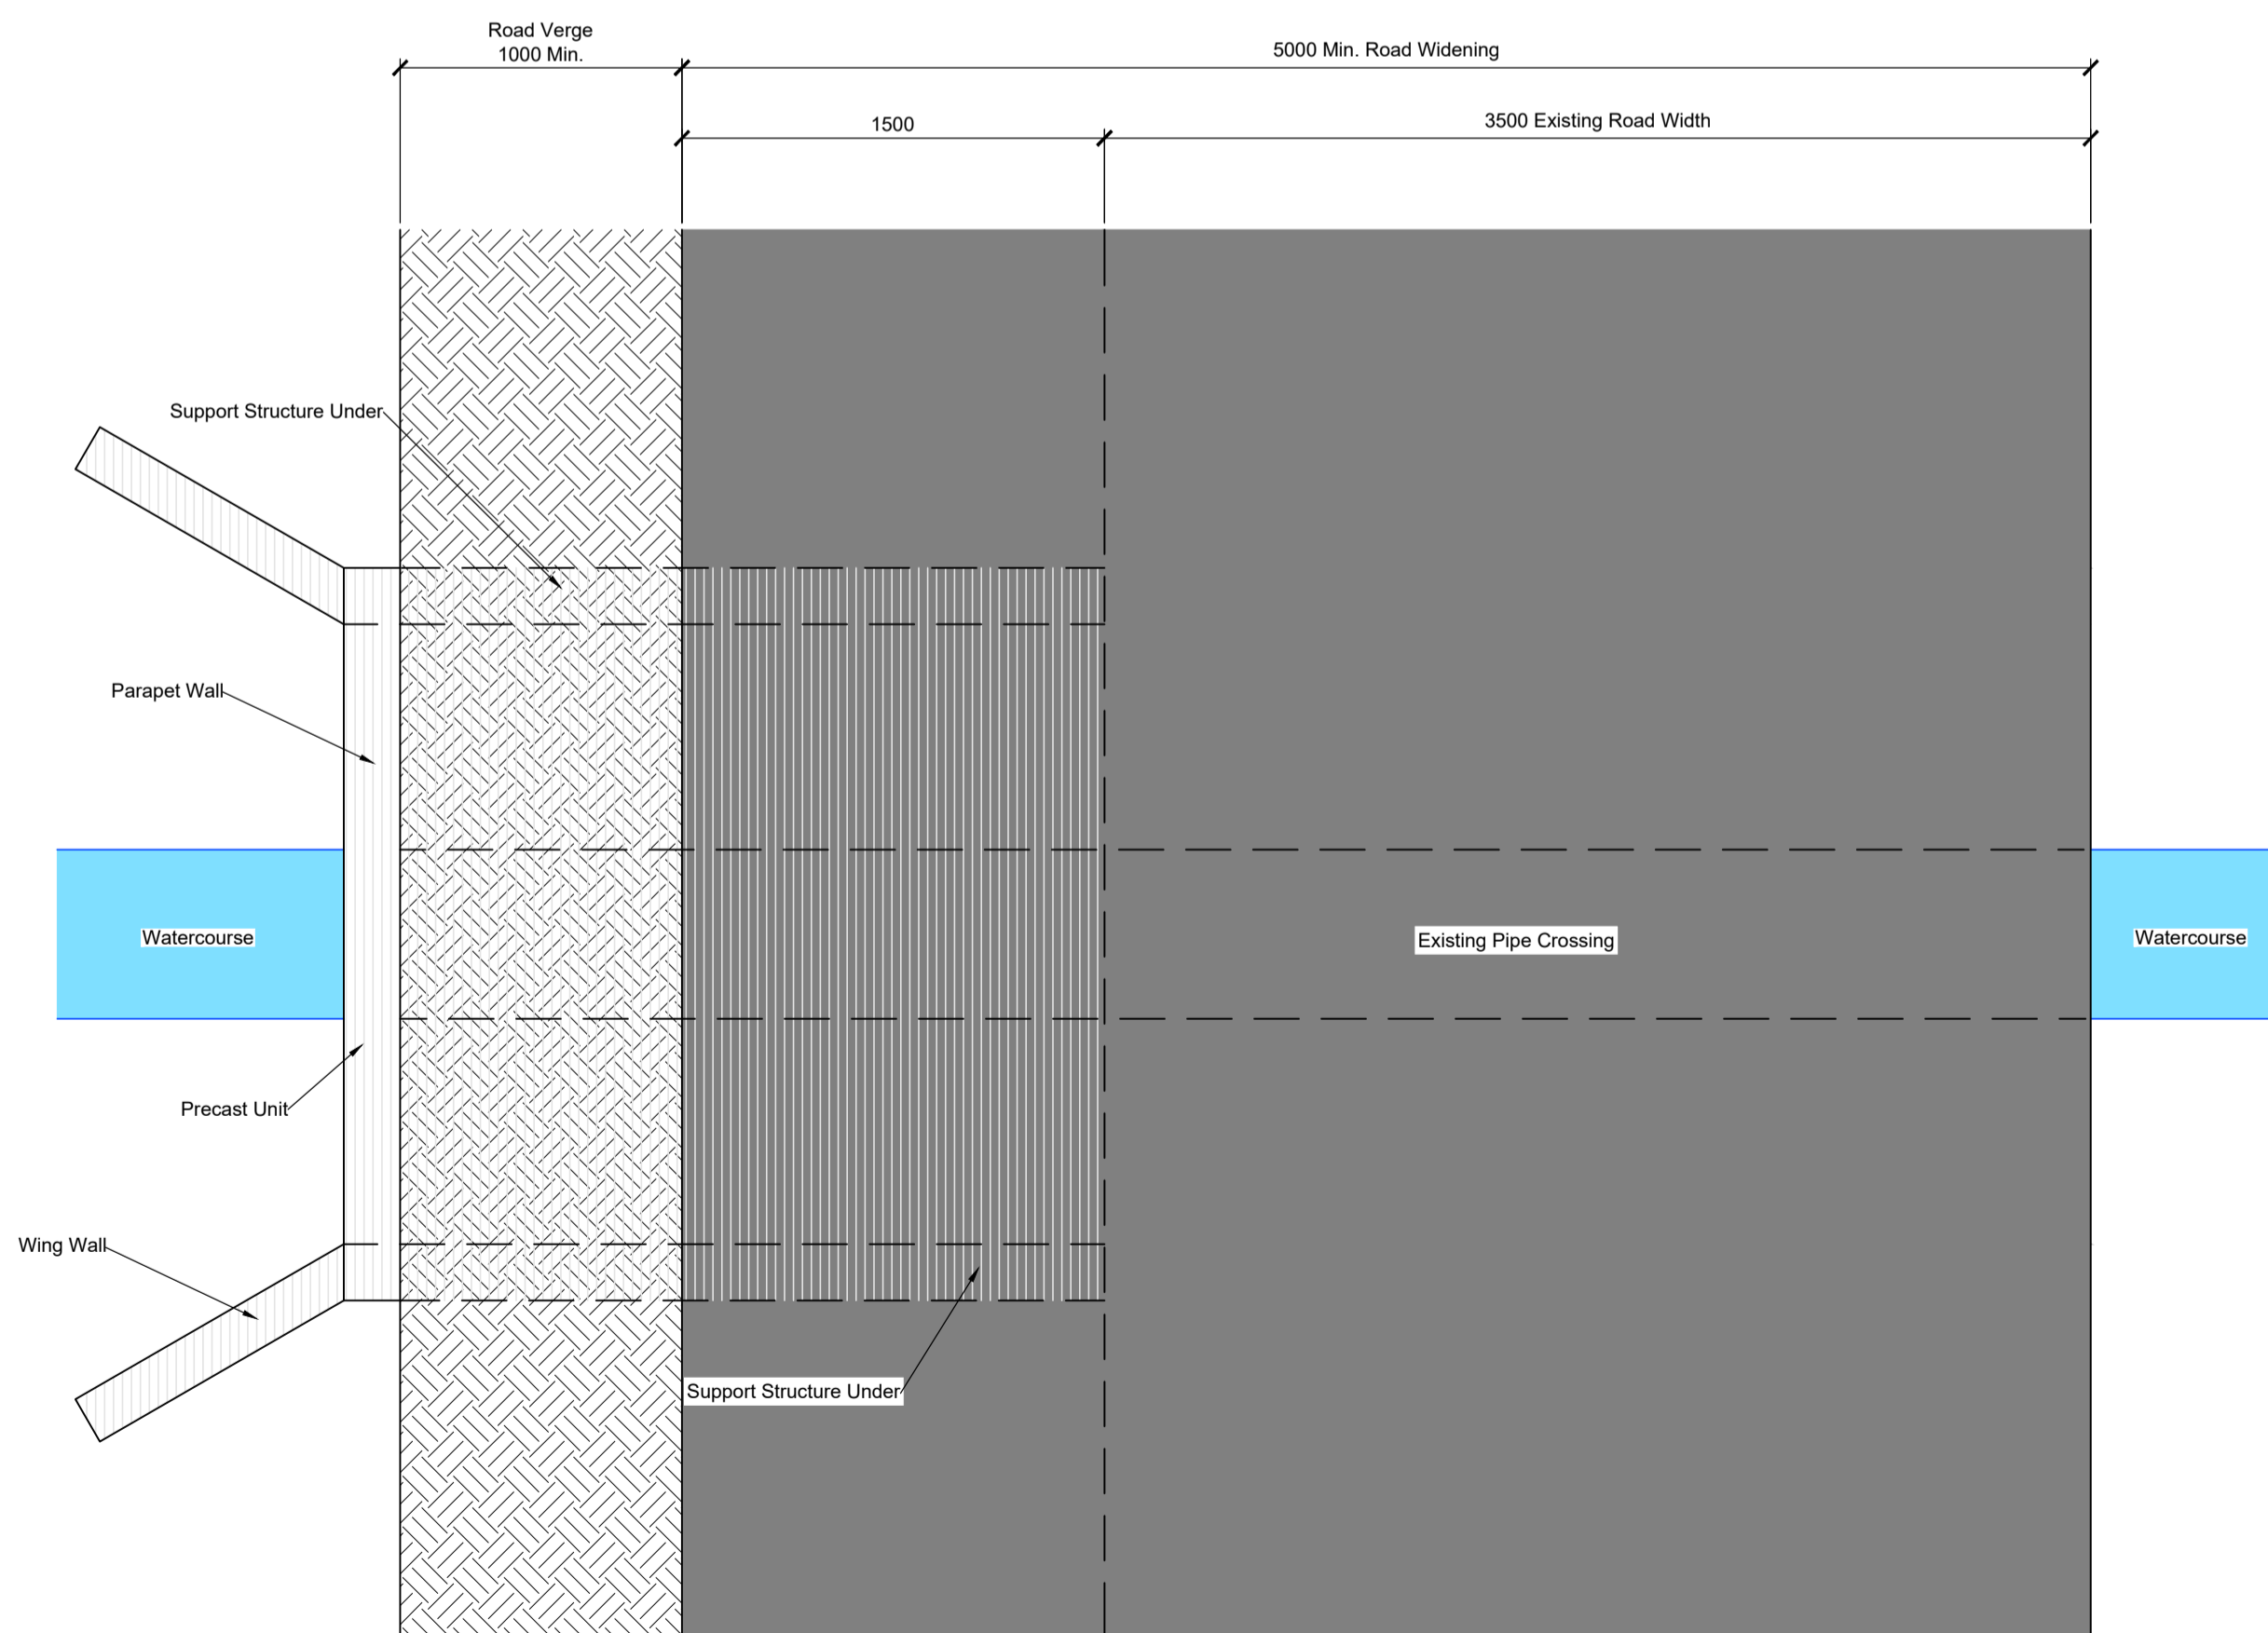 Road Verge
1000 Min.
5000 Min. Road Widening
1500
3500 Existing Road Width
Support Structure Under
Parapet Wall
Watercourse
Existing Pipe Crossing
Watercourse
Precast Unit
Wing Wall
Support Structure Under